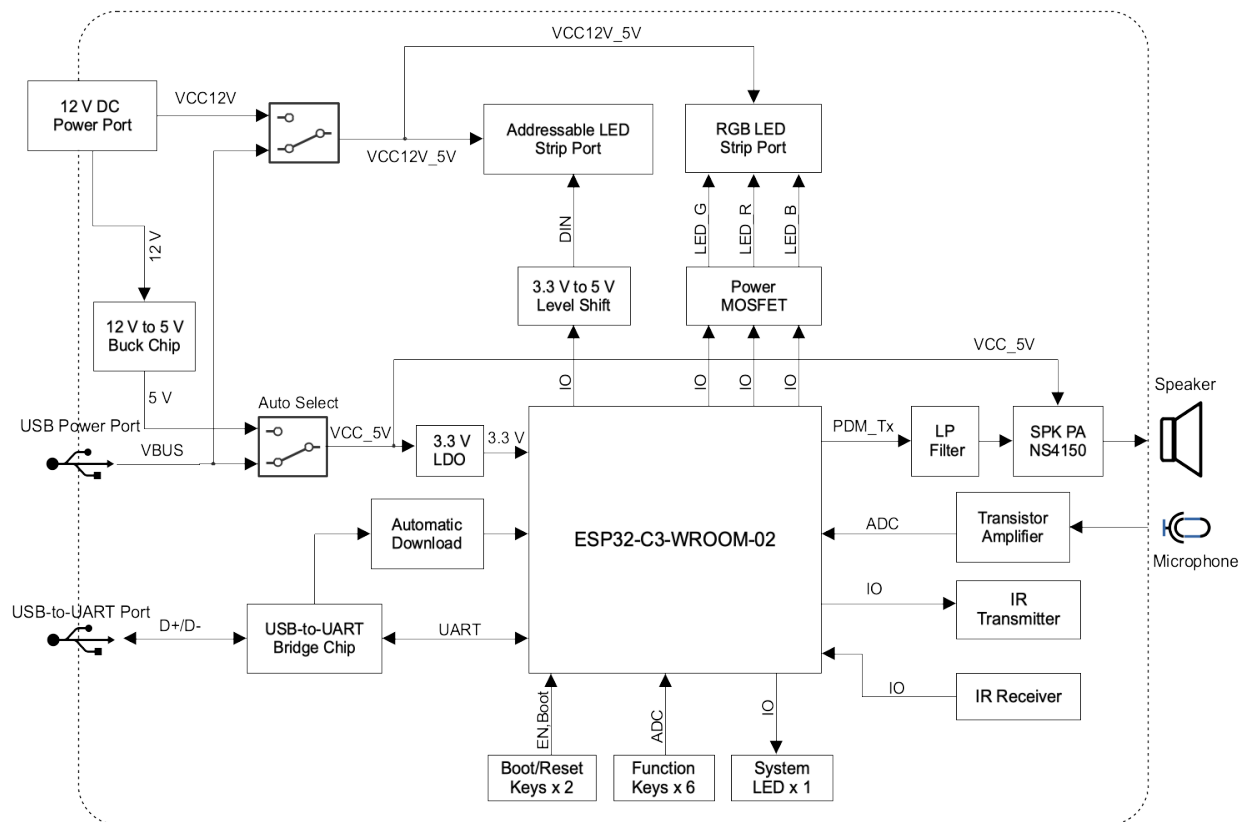 VCC12V_5V
12 V DC
Power Port
VCC12V
Addressable LED
Strip Port
RGB LED
Strip Port
VCC12V_5V
12 V
DIN
LED_G
LED_R
LED_B
3.3 V to 5 V
Level Shift
Power
MOSFET
12 V to 5 V
Buck Chip
VCC_5V
IO
IO
IO
IO
5 V
Auto Select
Speaker
USB Power Port
VBUS
VCC_5V
3.3 V
LDO
3.3 V
PDM_Tx
LP
Filter
SPK PA
NS4150
Automatic
Download
ESP32-C3-WROOM-02
ADC
Transistor
Amplifier
Microphone
USB-to-UART Port
D+/D-
USB-to-UART
Bridge Chip
UART
IO
IR
Transmitter
IO
IR Receiver
EN,Boot
ADC
IO
Boot/Reset
Keys x 2
Function
Keys x 6
System
LED x 1